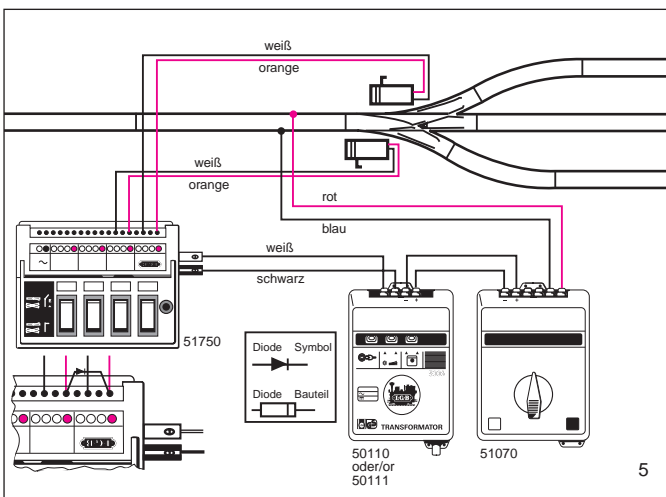 weiß
orange
weiß
orange
rot
blau
weiß
schwarz
51750
Diode Symbol
Diode Bauteil
LGB
TRANSFORMATOR
50110
oder/or
50111
51070
5